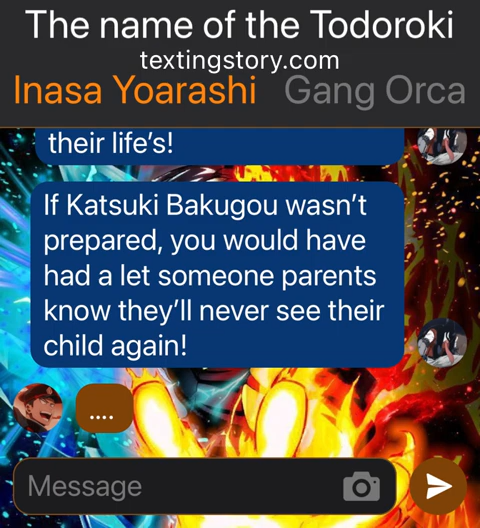 The name of the Todoroki
textingstory.com
Inasa Yoarashi Gang Orca
their life’s!
If Katsuki Bakugou wasn’t
prepared, you would have
had a let someone parents
know they’ll never see their
child again!
....
Message